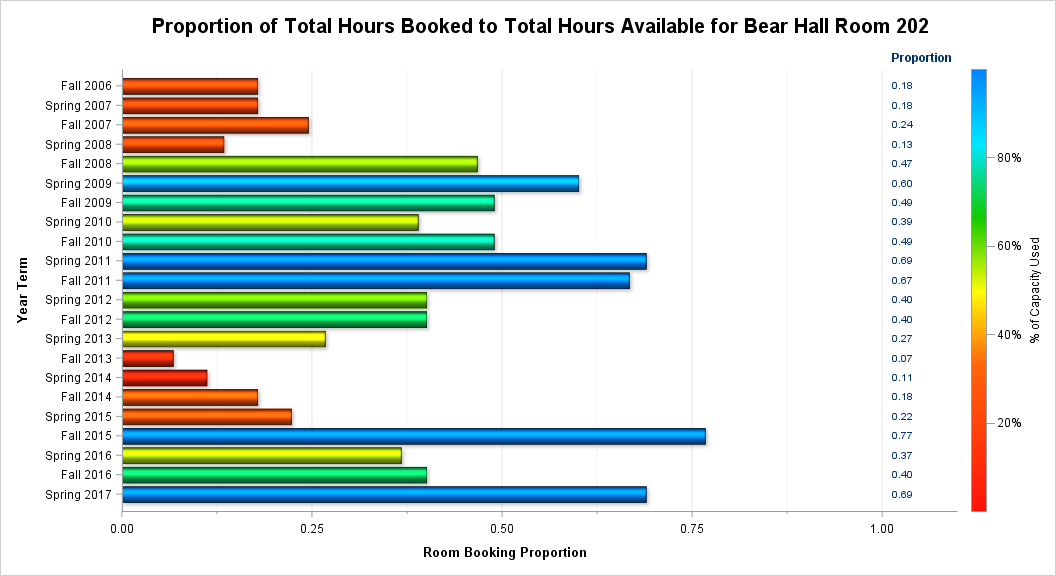 Proportion of Total Hours Booked to Total Hours Available for Bear Hall Room 202
Proportion
Fall 2006 0.18
Spring 2007 0.18
Fall 2007 0.24
Spring 2008 0.13
Fall 2008 0.47
Spring 2009 0.60
Fall 2009 0.49
Spring 2010 0.39
Fall 2010 0.49
Spring 2011 0.69
Fall 2011 0.67
Spring 2012 0.40
Fall 2012 0.40
Spring 2013 0.27
Fall 2013 0.07
Spring 2014 0.11
Fall 2014 0.18
Spring 2015 0.22
Fall 2015 0.77
Spring 2016 0.37
Fall 2016 0.40
Spring 2017 0.69
Year Term
0.00 0.25 0.50 0.75 1.00
Room Booking Proportion
80%
60%
40%
20%
% of Capacity Used